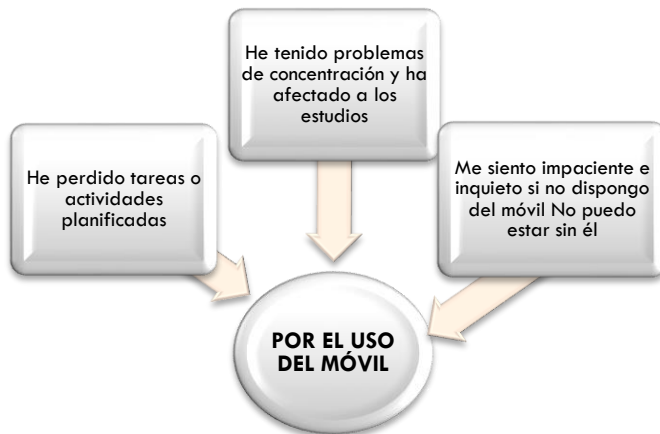 He tenido problemas
de concentración y ha
afectado a los
estudios
He perdido tareas o
actividades
planificadas
Me siento impaciente e
inquieto si no dispongo
del móvil No puedo
estar sin él
POR EL USO
DEL MÓVIL